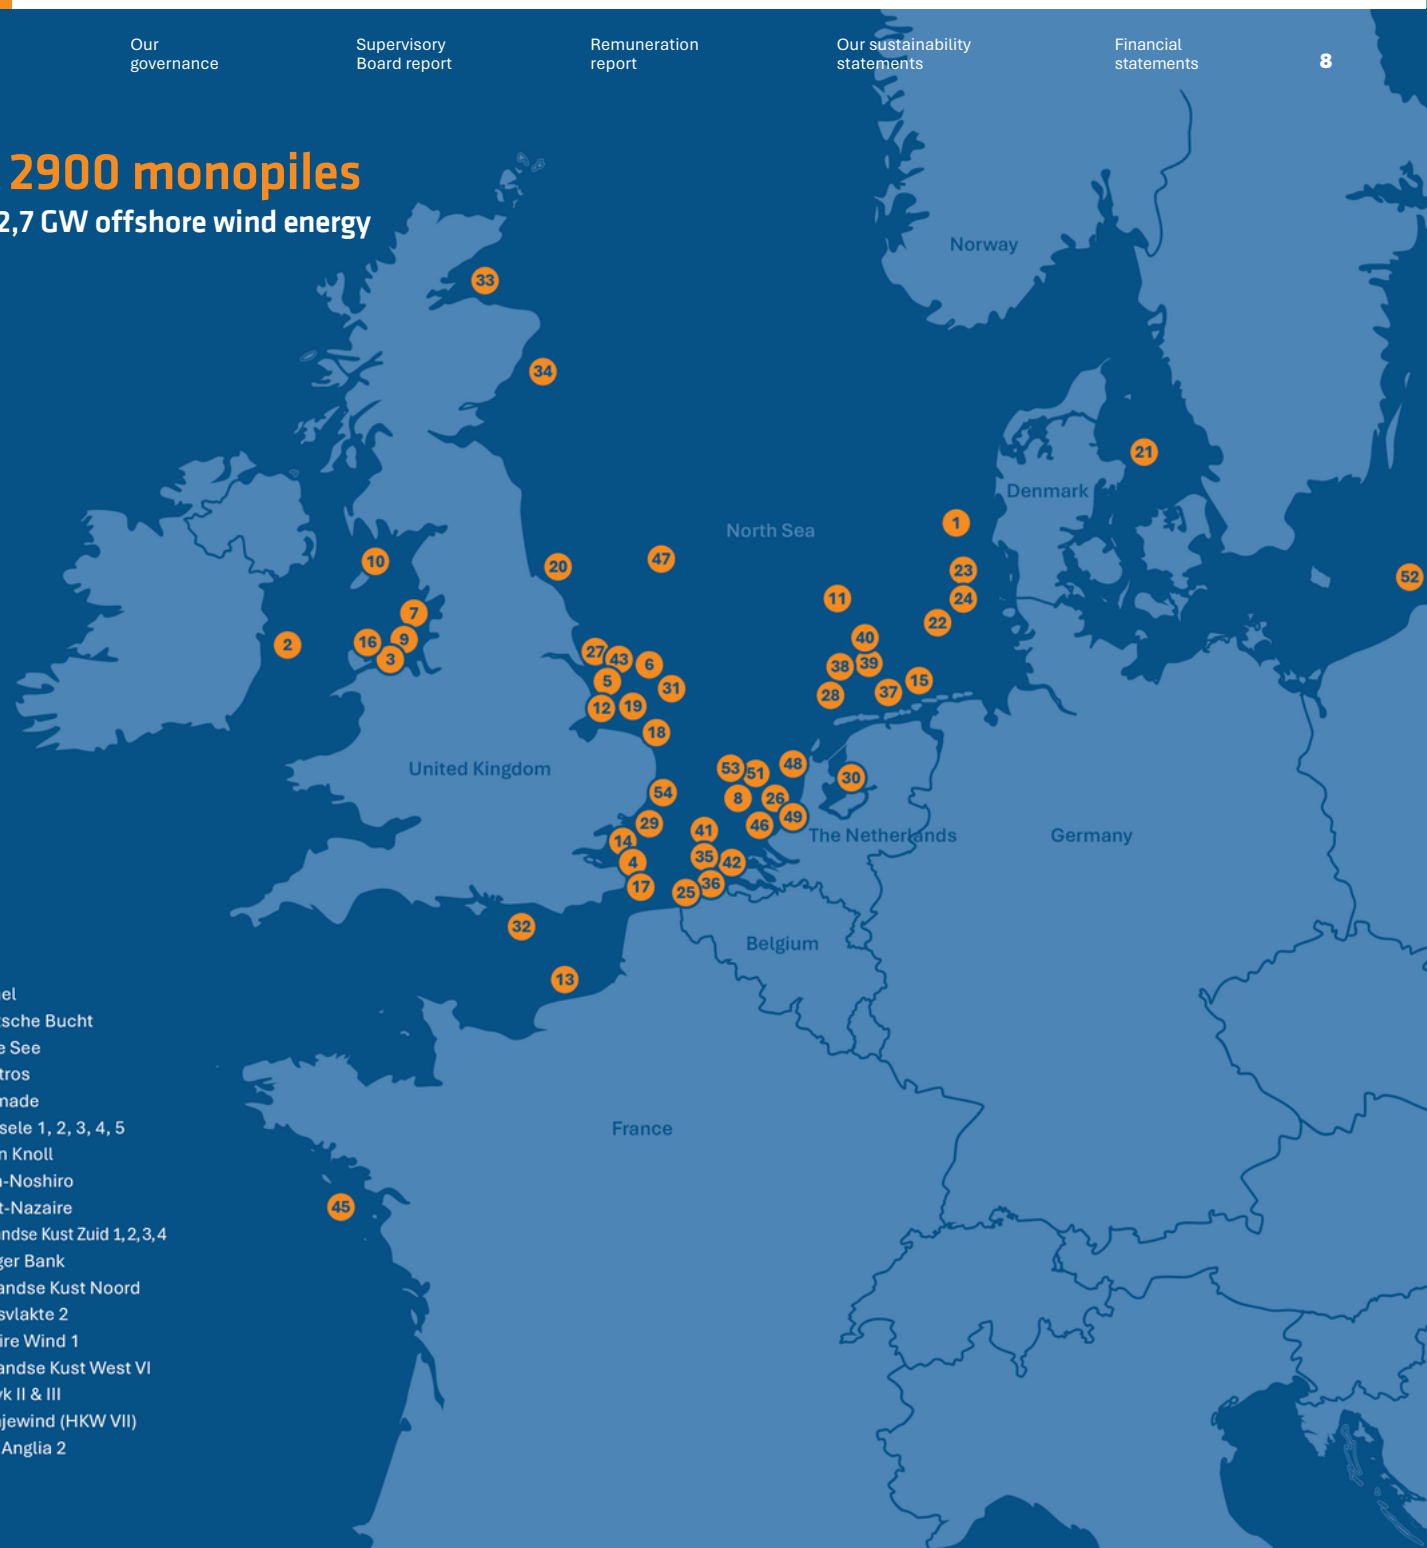 Our
governance
Supervisory
Board report
Remuneration
report
Our sustainability
statements
Financial
statements
8
2900 monopiles
2,7 GW offshore wind energy
Norway
33
34
21
Denmark
1
North Sea
10
20
47
23
52
11
24
7
22
2
16
9
40
3
27
43
6
38
39
5
31
15
28
37
12
19
18
United Kingdom
53
51
48
30
54
8
26
49
29
41
46
14
The Netherlands
Germany
4
35
42
17
25
36
32
Belgium
13
el
tsche Bucht
e See
tros
nade
sele 1, 2, 3, 4, 5
France
n Knoll
a-Noshiro
t-Nazaire
45
andse Kust Zuid 1,2,3,4
ger Bank
andse Kust Noord
svlakte 2
ire Wind 1
andse Kust West VI
yk II & III
njewind (HKW VII)
Anglia 2